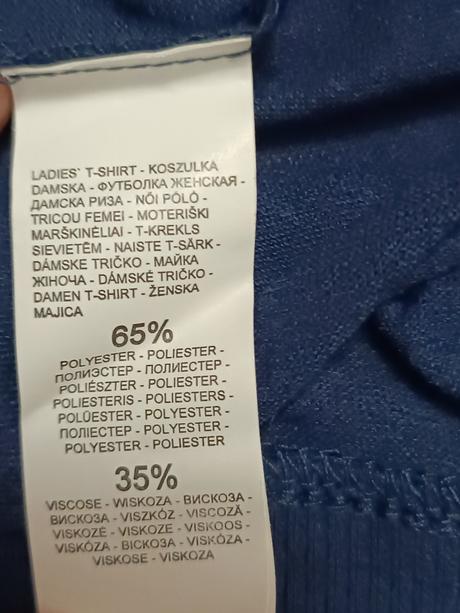 LADIES` T-SHIRT - KOSZULKA
DAMSKA - ФУТБОЛКА ЖЕНСКАЯ -
ДАМСКА РИЗА - NŐI PÓLÓ -
TRICOU FEMEI - MOTERIŠKI
MARŠKINĖLIAI - T-KREKLS
SIEVIETĒM - NAISTE T-SÄRK -
DÁMSKE TRIČKO - МАЙКА
ЖІНОЧА - DÁMSKÉ TRIČKO -
DAMEN T-SHIRT - ŽENSKA
MAJICA
65%
POLYESTER - POLIESTER -
ПОЛИЭСТЕР - ПОЛИЕСТЕР -
POLIÉSZTER - POLIESTER -
POLIESTERIS - POLIESTERS -
POLÜESTER - POLYESTER -
ПОЛІЕСТЕР - POLYESTER -
POLYESTER - POLIESTER
35%
VISCOSE - WISKOZA - ВИСКОЗА -
ВИСКОЗА - VISZKÓZ - VISCOZĂ -
VISKOZĖ - VISKOZE - VISKOOS -
VISKÓZA - ВІСКОЗА - VISKÓZA -
VISKOSE - VISKOZA